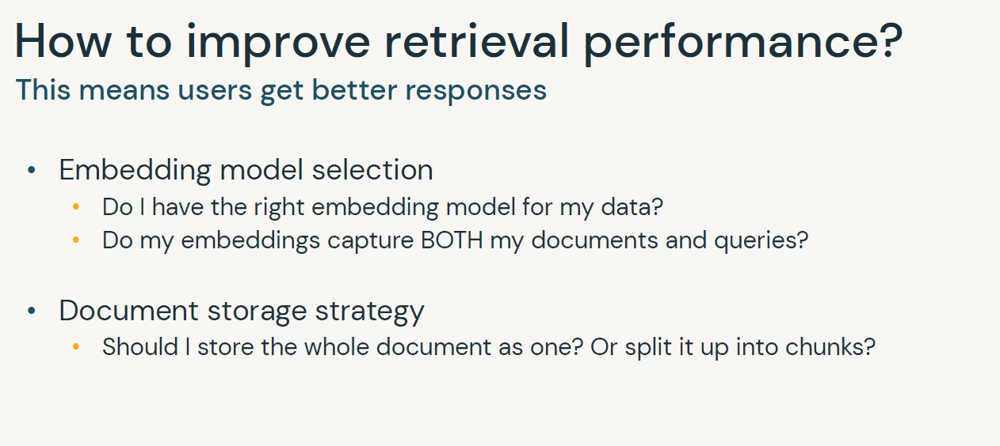 How to improve retrieval performance?
This means users get better responses
• Embedding model selection
• Do I have the right embedding model for my data?
• Do my embeddings capture BOTH my documents and queries?
• Document storage strategy
• Should I store the whole document as one? Or split it up into chunks?